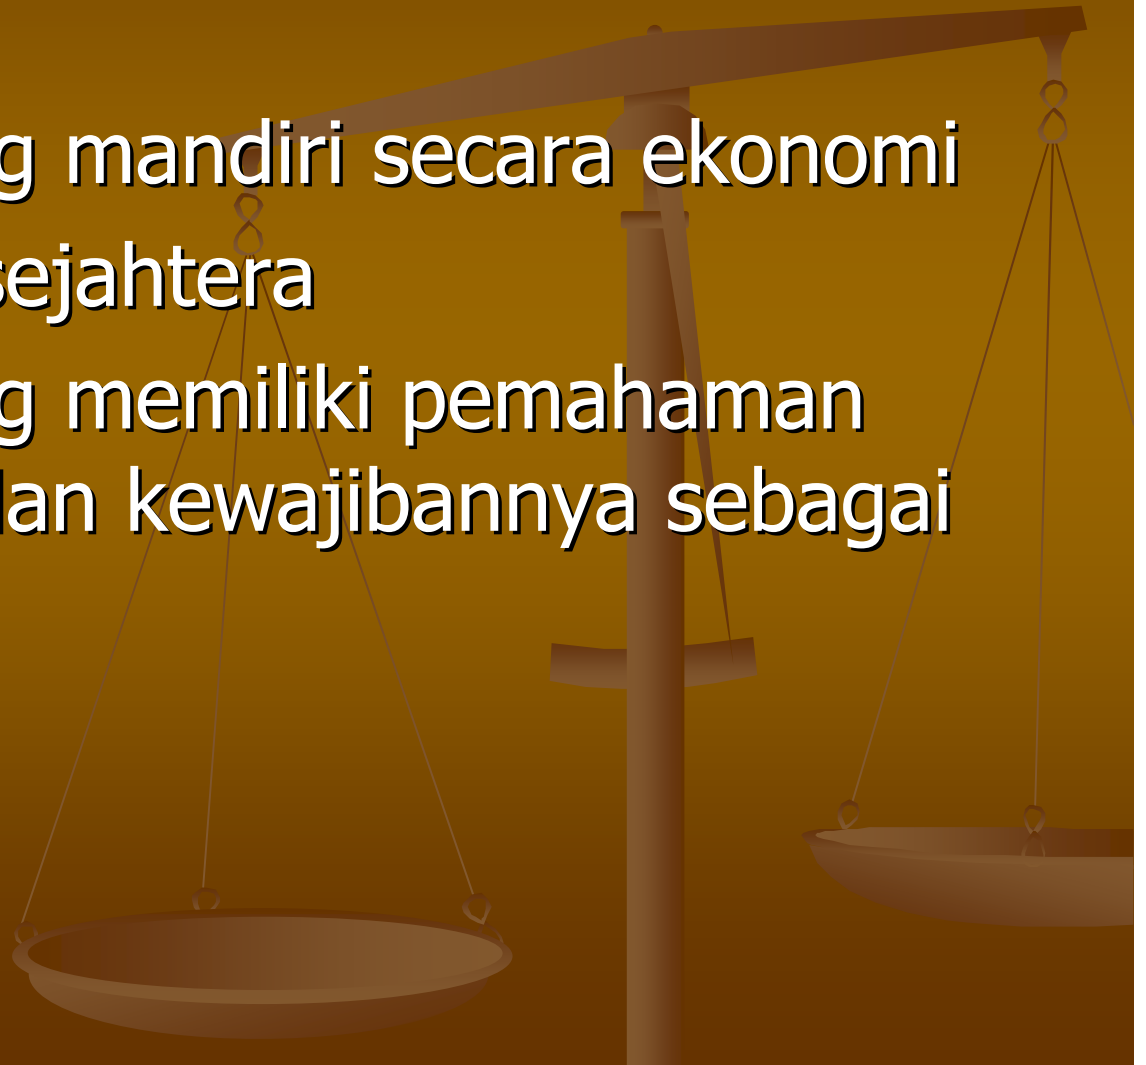 g mandiri secara ekonomi
sejahtera
g memiliki pemahaman
dan kewajibannya sebagai